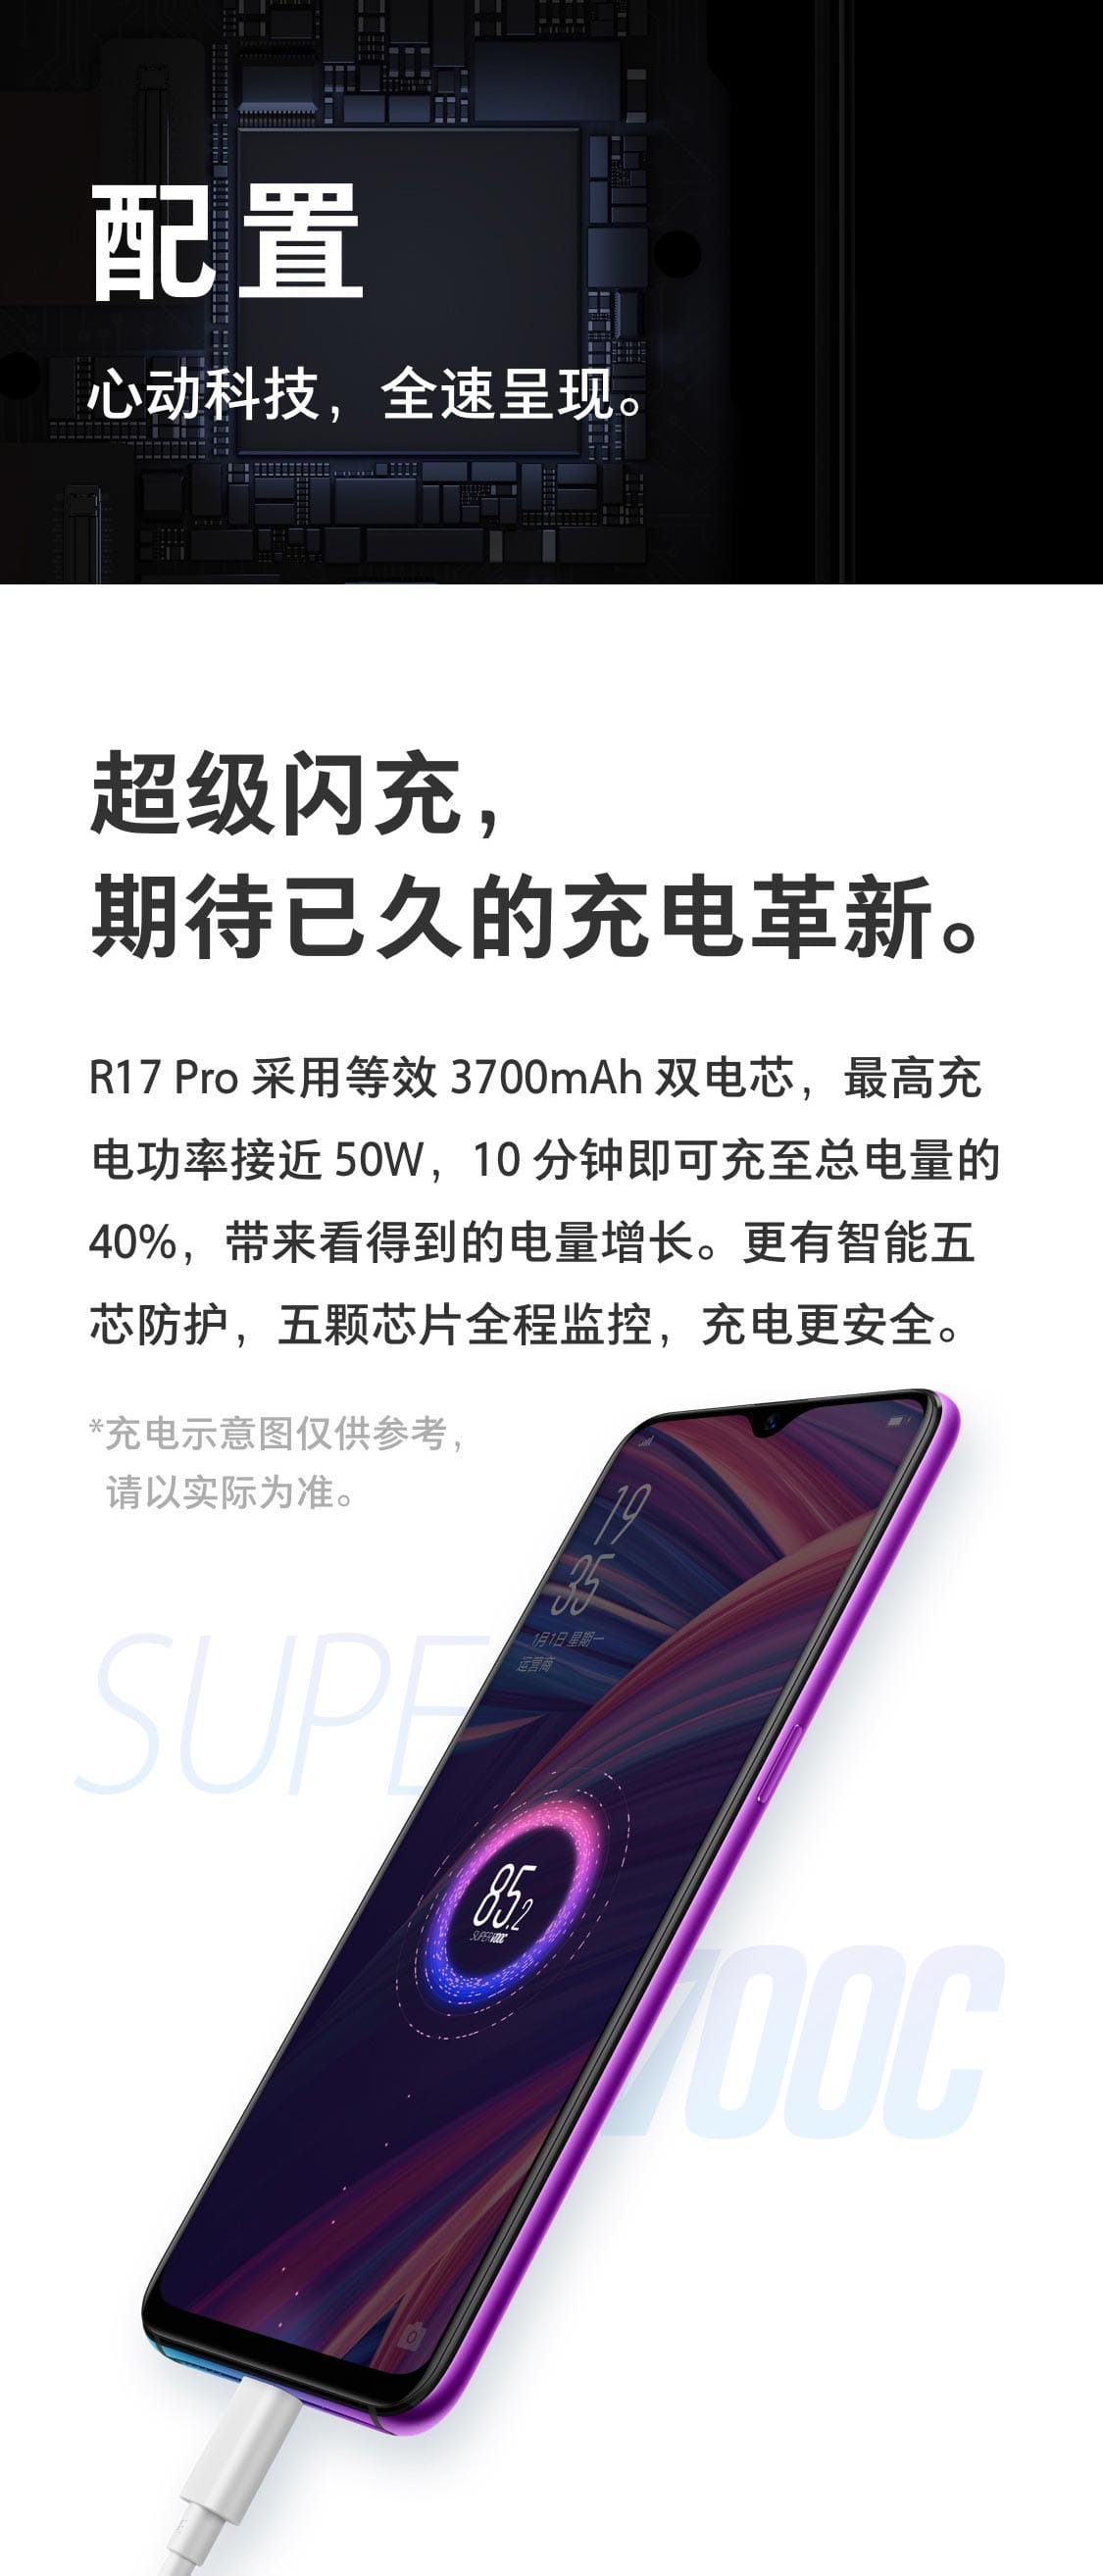 配置
心动科技，全速呈现。
超级闪充，
期待已久的充电革新。
R17 Pro 采用等效 3700mAh 双电芯，最高充
电功率接近 50W，10 分钟即可充至总电量的
40%，带来看得到的电量增长。更有智能五
芯防护，五颗芯片全程监控，充电更安全。
*充电示意图仅供参考，
请以实际为准。
19
35
1月1日 星期一
运营商
SUPE
85.2
SUPERVOOC
VOOC